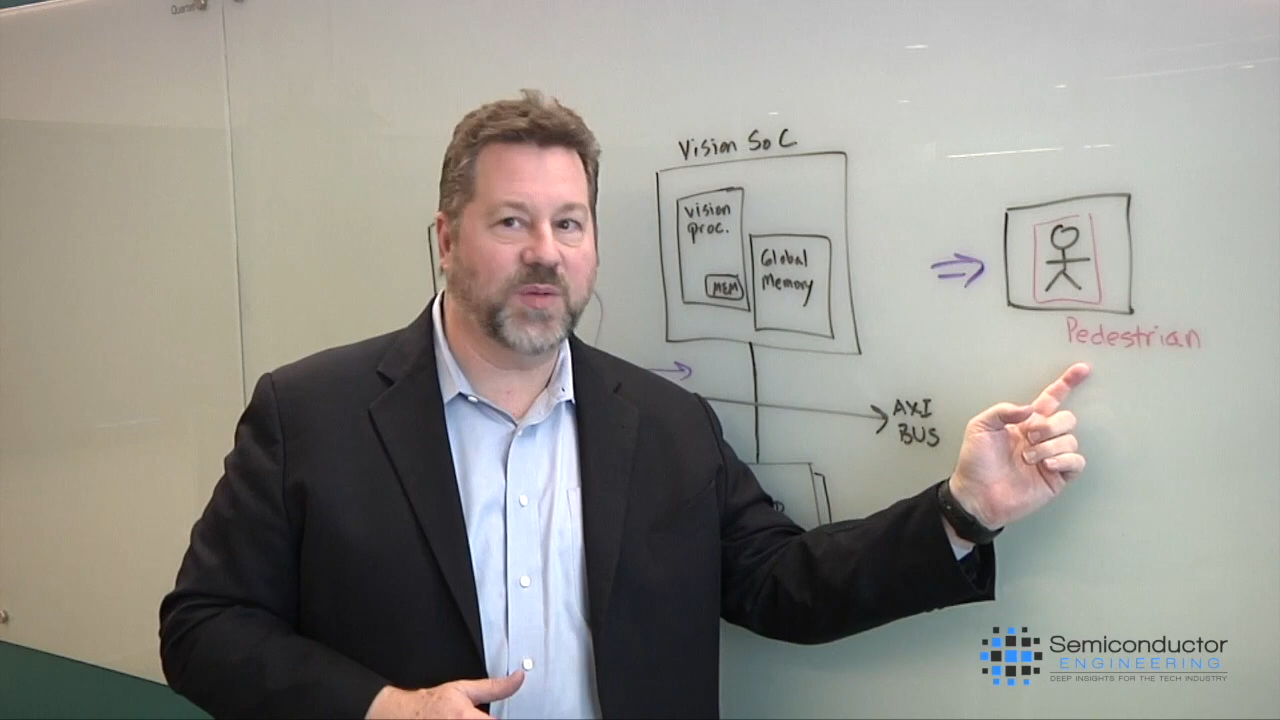 Vision SoC
Vision
proc.
MEM
Global
Memory
Pedestrian
AXI
BUS
Semiconductor
ENGINEERING
DEEP INSIGHTS FOR THE TECH INDUSTRY